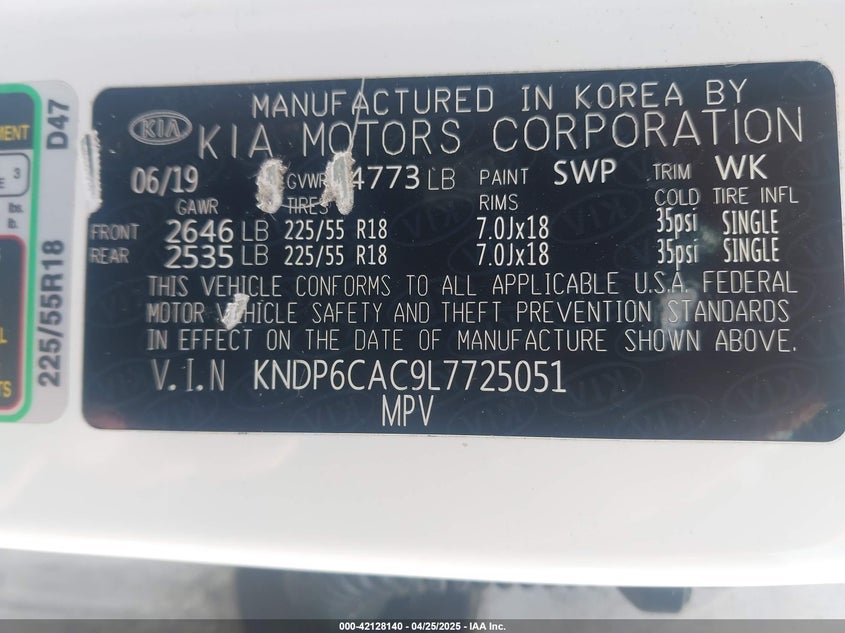 MANUFACTURED IN KOREA BY
KIA KIA MOTORS CORPORATION
06/19 GVWR 4773 LB PAINT SWP TRIM WK
GAWR TIRES RIMS COLD TIRE INFL
FRONT 2646 LB 225/55 R18 7.0Jx18 35psi SINGLE
REAR 2535 LB 225/55 R18 7.0Jx18 35psi SINGLE
THIS VEHICLE CONFORMS TO ALL APPLICABLE U.S.A. FEDERAL
MOTOR VEHICLE SAFETY AND THEFT PREVENTION STANDARDS
IN EFFECT ON THE DATE OF MANUFACTURE SHOWN ABOVE.
V.I.N KNDP6CAC9L7725051
MPV
D47
225/55R18
3
lbs.
000-42128140 - 04/25/2025 - IAA Inc.